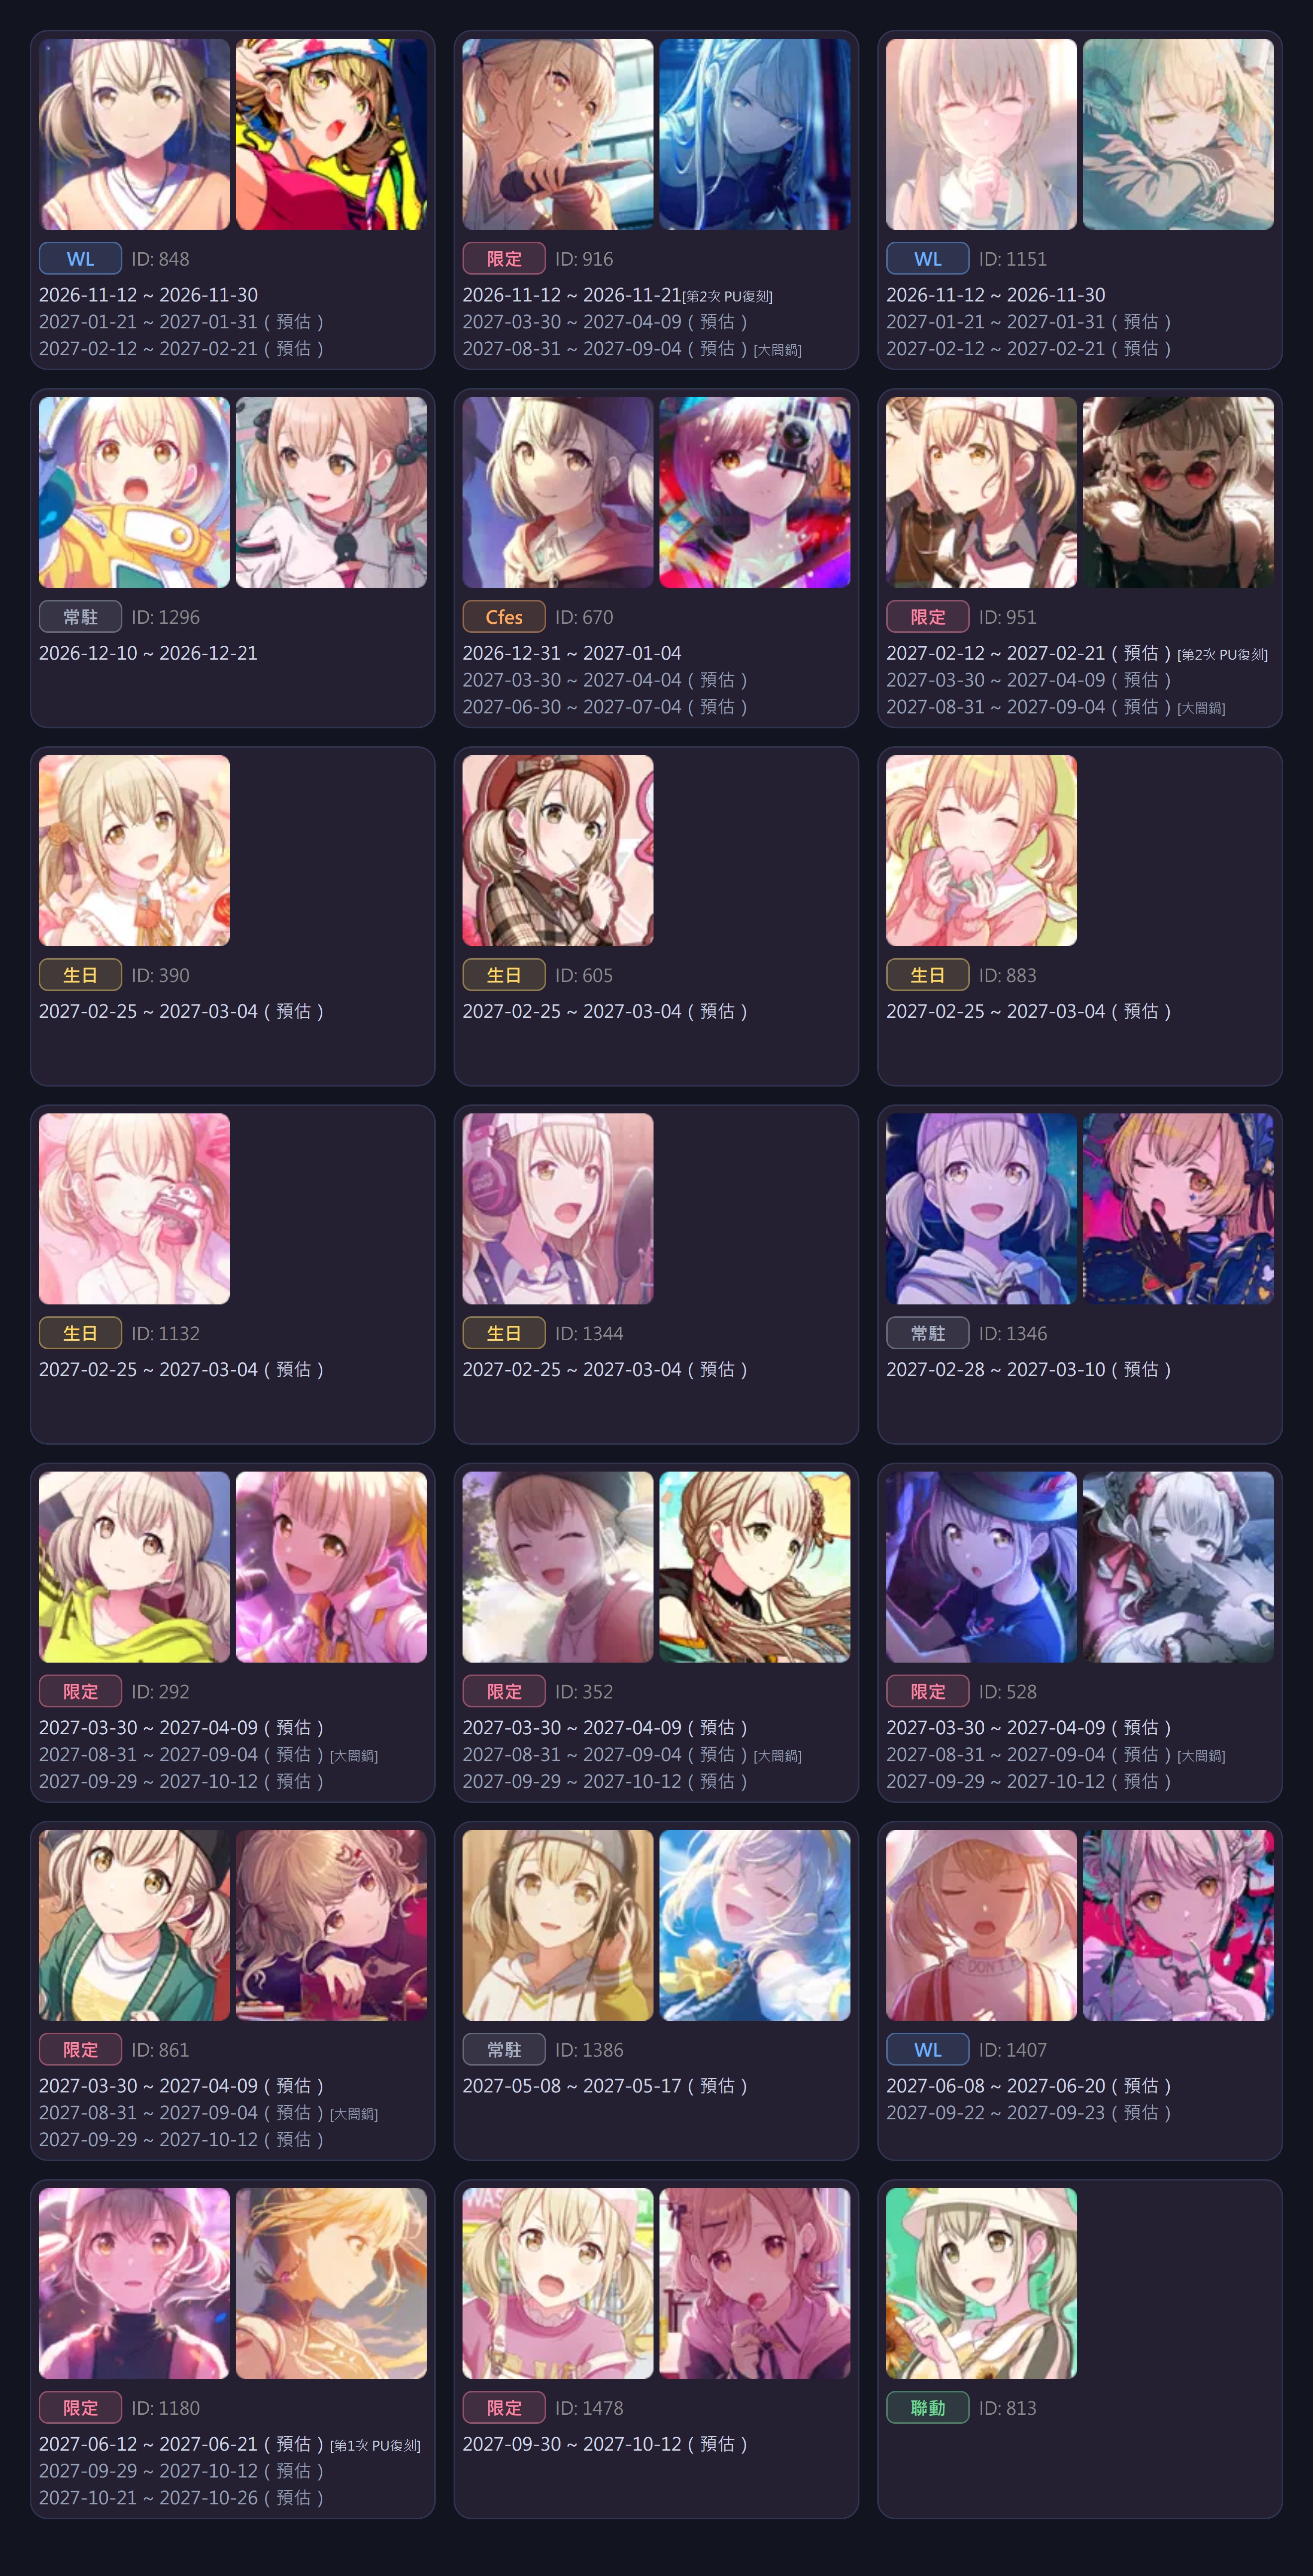 WL ID: 848
2026-11-12 ~ 2026-11-30
2027-01-21 ~ 2027-01-31 ( 預估 )
2027-02-12 ~ 2027-02-21 ( 預估 )
限定 ID: 916
2026-11-12 ~ 2026-11-21[第2次 PU復刻]
2027-03-30 ~ 2027-04-09 ( 預估 )
2027-08-31 ~ 2027-09-04 ( 預估 ) [大闇鍋]
WL ID: 1151
2026-11-12 ~ 2026-11-30
2027-01-21 ~ 2027-01-31 ( 預估 )
2027-02-12 ~ 2027-02-21 ( 預估 )
常駐 ID: 1296
2026-12-10 ~ 2026-12-21
Cfes ID: 670
2026-12-31 ~ 2027-01-04
2027-03-30 ~ 2027-04-04 ( 預估 )
2027-06-30 ~ 2027-07-04 ( 預估 )
限定 ID: 951
2027-02-12 ~ 2027-02-21 ( 預估 ) [第2次 PU復刻]
2027-03-30 ~ 2027-04-09 ( 預估 )
2027-08-31 ~ 2027-09-04 ( 預估 ) [大闇鍋]
生日 ID: 390
2027-02-25 ~ 2027-03-04 ( 預估 )
生日 ID: 605
2027-02-25 ~ 2027-03-04 ( 預估 )
生日 ID: 883
2027-02-25 ~ 2027-03-04 ( 預估 )
生日 ID: 1132
2027-02-25 ~ 2027-03-04 ( 預估 )
生日 ID: 1344
2027-02-25 ~ 2027-03-04 ( 預估 )
常駐 ID: 1346
2027-02-28 ~ 2027-03-10 ( 預估 )
限定 ID: 292
2027-03-30 ~ 2027-04-09 ( 預估 )
2027-08-31 ~ 2027-09-04 ( 預估 ) [大闇鍋]
2027-09-29 ~ 2027-10-12 ( 預估 )
限定 ID: 352
2027-03-30 ~ 2027-04-09 ( 預估 )
2027-08-31 ~ 2027-09-04 ( 預估 ) [大闇鍋]
2027-09-29 ~ 2027-10-12 ( 預估 )
限定 ID: 528
2027-03-30 ~ 2027-04-09 ( 預估 )
2027-08-31 ~ 2027-09-04 ( 預估 ) [大闇鍋]
2027-09-29 ~ 2027-10-12 ( 預估 )
限定 ID: 861
2027-03-30 ~ 2027-04-09 ( 預估 )
2027-08-31 ~ 2027-09-04 ( 預估 ) [大闇鍋]
2027-09-29 ~ 2027-10-12 ( 預估 )
常駐 ID: 1386
2027-05-08 ~ 2027-05-17 ( 預估 )
WL ID: 1407
2027-06-08 ~ 2027-06-20 ( 預估 )
2027-09-22 ~ 2027-09-23 ( 預估 )
限定 ID: 1180
2027-06-12 ~ 2027-06-21 ( 預估 ) [第1次 PU復刻]
2027-09-29 ~ 2027-10-12 ( 預估 )
2027-10-21 ~ 2027-10-26 ( 預估 )
限定 ID: 1478
2027-09-30 ~ 2027-10-12 ( 預估 )
聯動 ID: 813